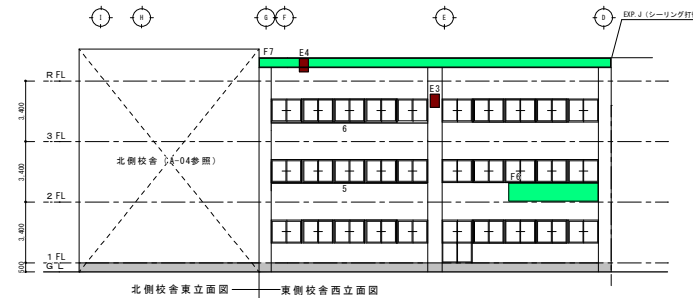 I H G F E D
EXP.J (シーリング打
F7 E4
R FL
E3
3.400
6
3 FL
北側校舎 (A-04参照)
3.400
F6
5
2 FL
3.400
1 FL
600
G L
北側校舎東立面図 東側校舎西立面図